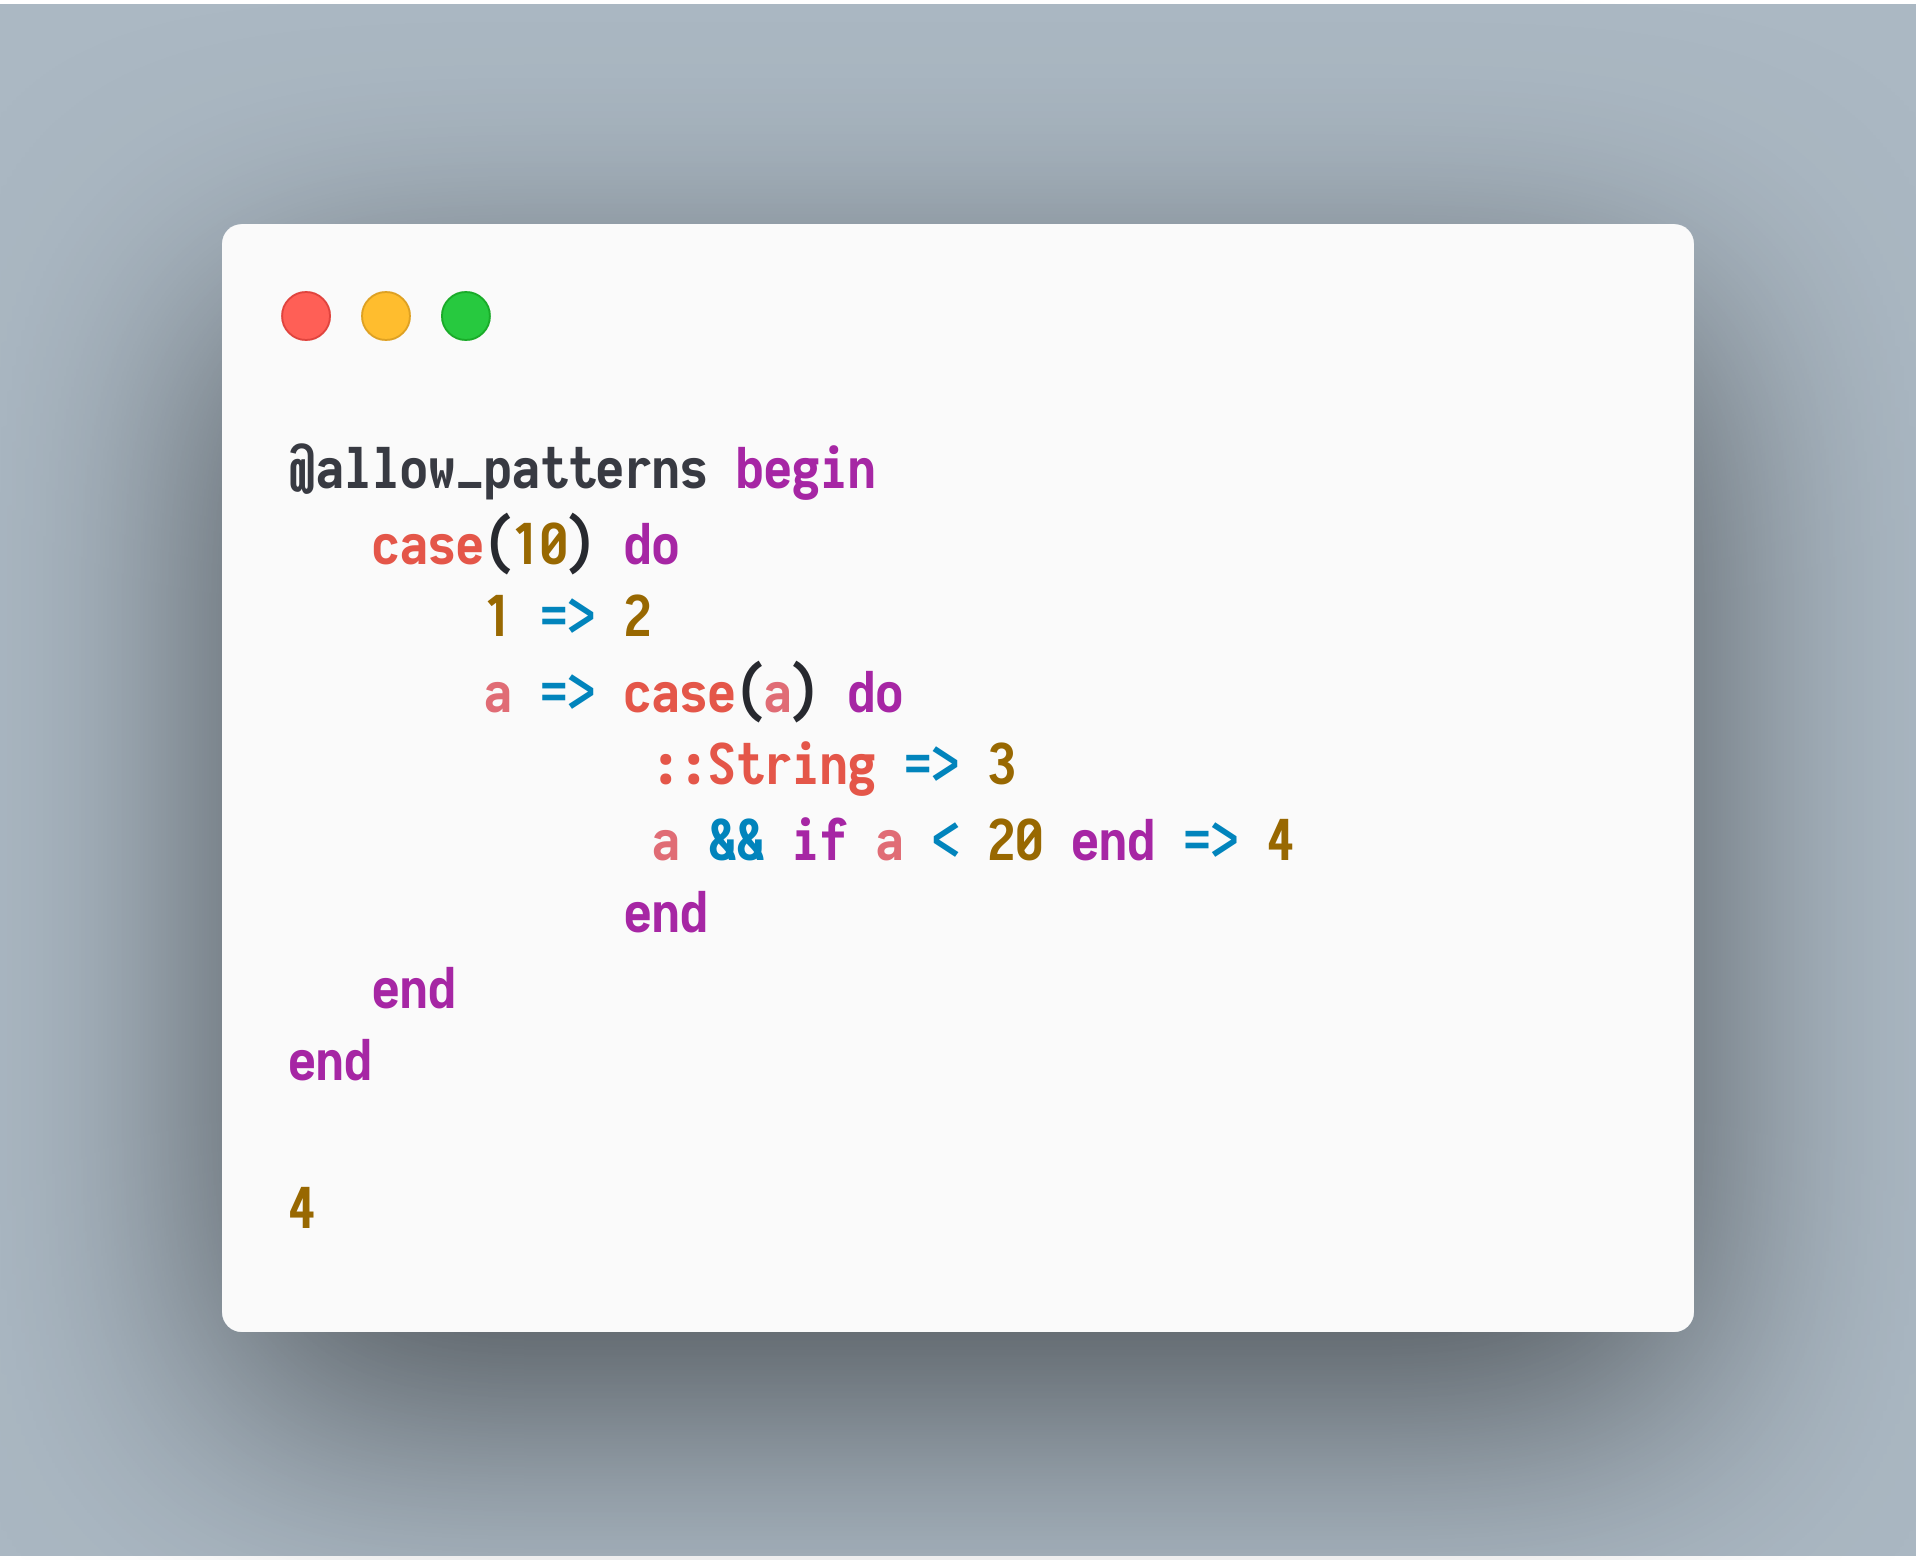 @allow_patterns begin
   case(10) do
       1 => 2
       a => case(a) do
             ::String => 3
             a && if a < 20 end => 4
            end
   end
end

4